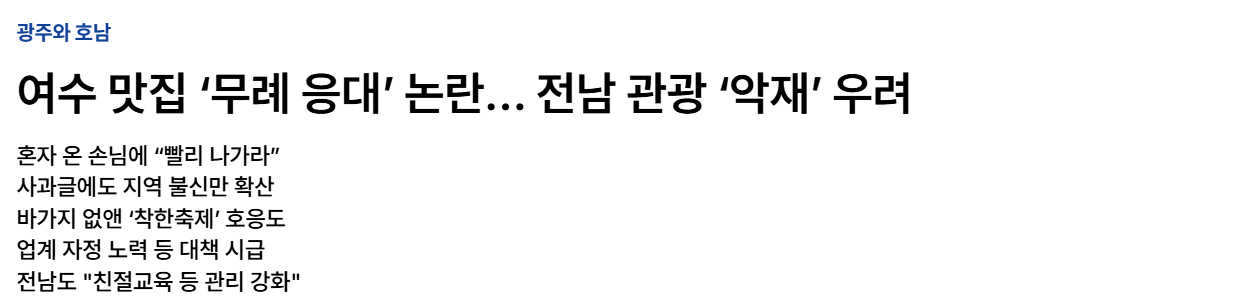 광주와 호남
여수 맛집 ‘무례 응대’ 논란… 전남 관광 ‘악재’ 우려
혼자 온 손님에 “빨리 나가라”
사과글에도 지역 불신만 확산
바가지 없앤 ‘착한축제’ 호응도
업계 자정 노력 등 대책 시급
전남도 "친절교육 등 관리 강화"